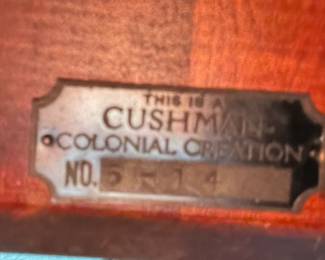 THIS IS A
CUSHMAN
COLONIAL CREATION
NO. 5-14